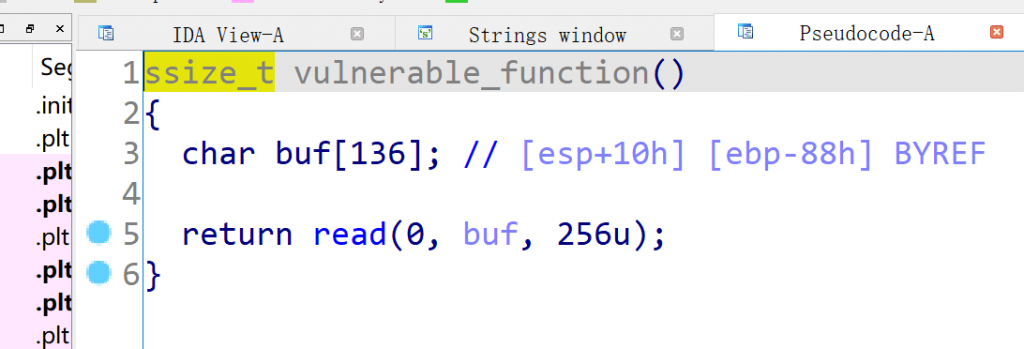 IDA View-A
Strings window
Pseudocode-A
.init
.plt
.plt
.plt
.plt
.plt
.plt
.plt
1 ssize_t vulnerable_function()
2 {
3 char buf[136]; // [esp+10h] [ebp-88h] BYREF
4
5 return read(0, buf, 256u);
6 }